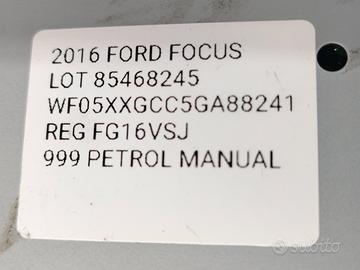 2016 FORD FOCUS
LOT 85468245
WF05XXGCC5GA88241
REG FG16VSJ
999 PETROL MANUAL
subito